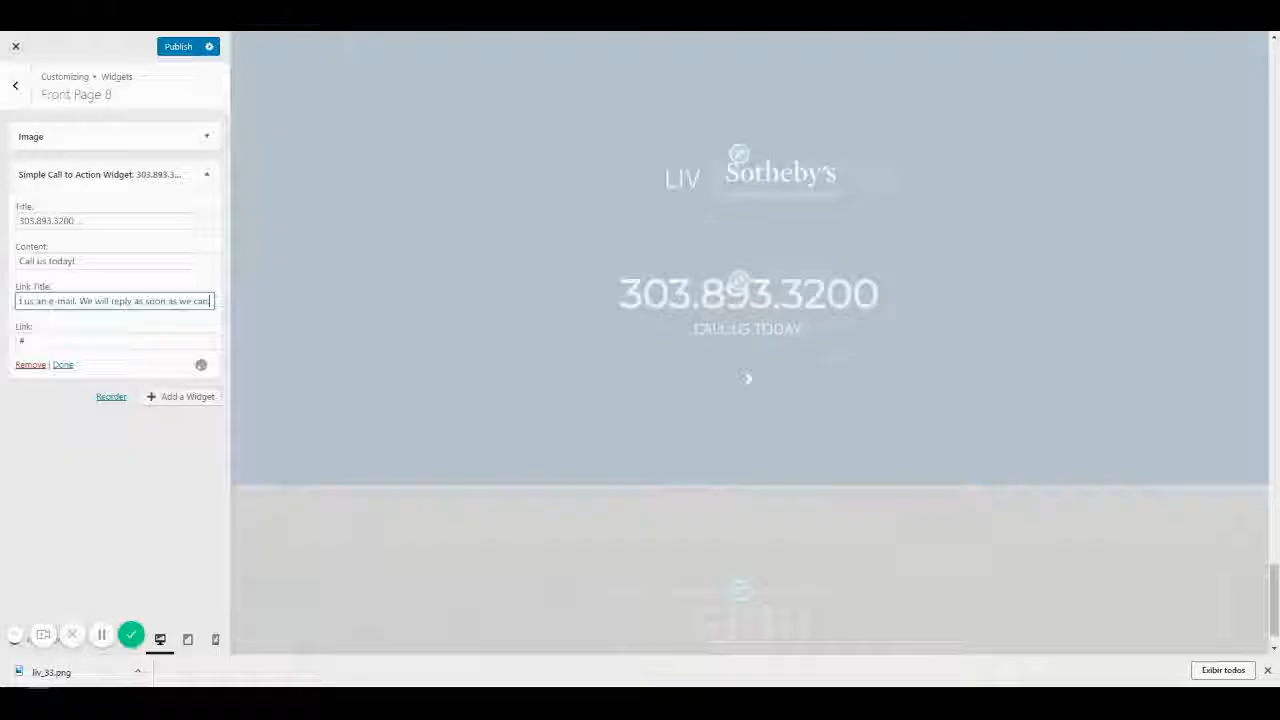 Publish
Customizing • Widgets
Front Page 8
Image
Simple Call to Action Widget: 303.893.3...
Title:
303.893.3200
Content:
Call us today!
Link Title:
us an e-mail. We will reply as soon as we can
Link:
#
Remove | Done
Reorder
Add a Widget
LIV Sotheby's
303.893.3200
CALL US TODAY
liv_33.png
Exibir todos